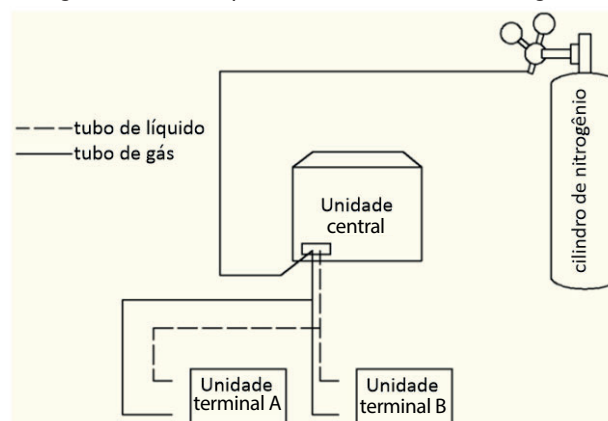 tubo de líquido
tubo de gás
Unidade
central
cilindro de nitrogênio
Unidade
terminal A
Unidade
terminal B